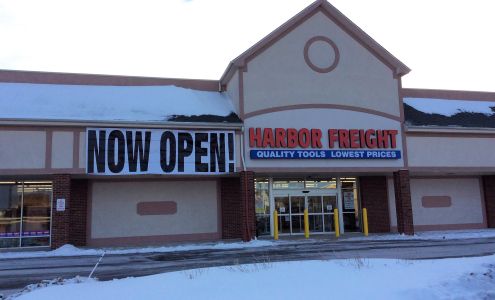 NOW OPEN!
HARBOR FREIGHT
QUALITY TOOLS LOWEST PRICES